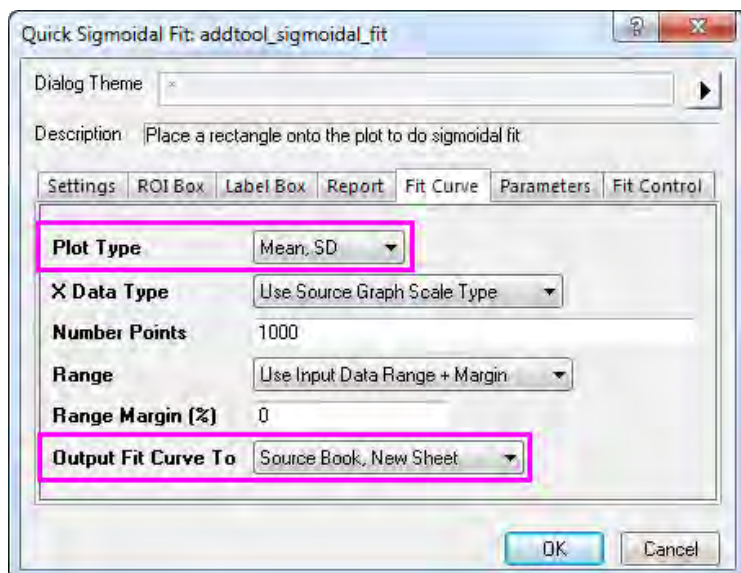 Quick Sigmoidal Fit: addtool_sigmoidal_fit
Dialog Theme *
Description Place a rectangle onto the plot to do sigmoidal fit
Settings ROI Box Label Box Report Fit Curve Parameters Fit Control
Plot Type Mean, SD
X Data Type Use Source Graph Scale Type
Number Points 1000
Range Use Input Data Range + Margin
Range Margin (%) 0
Output Fit Curve To Source Book, New Sheet
OK Cancel